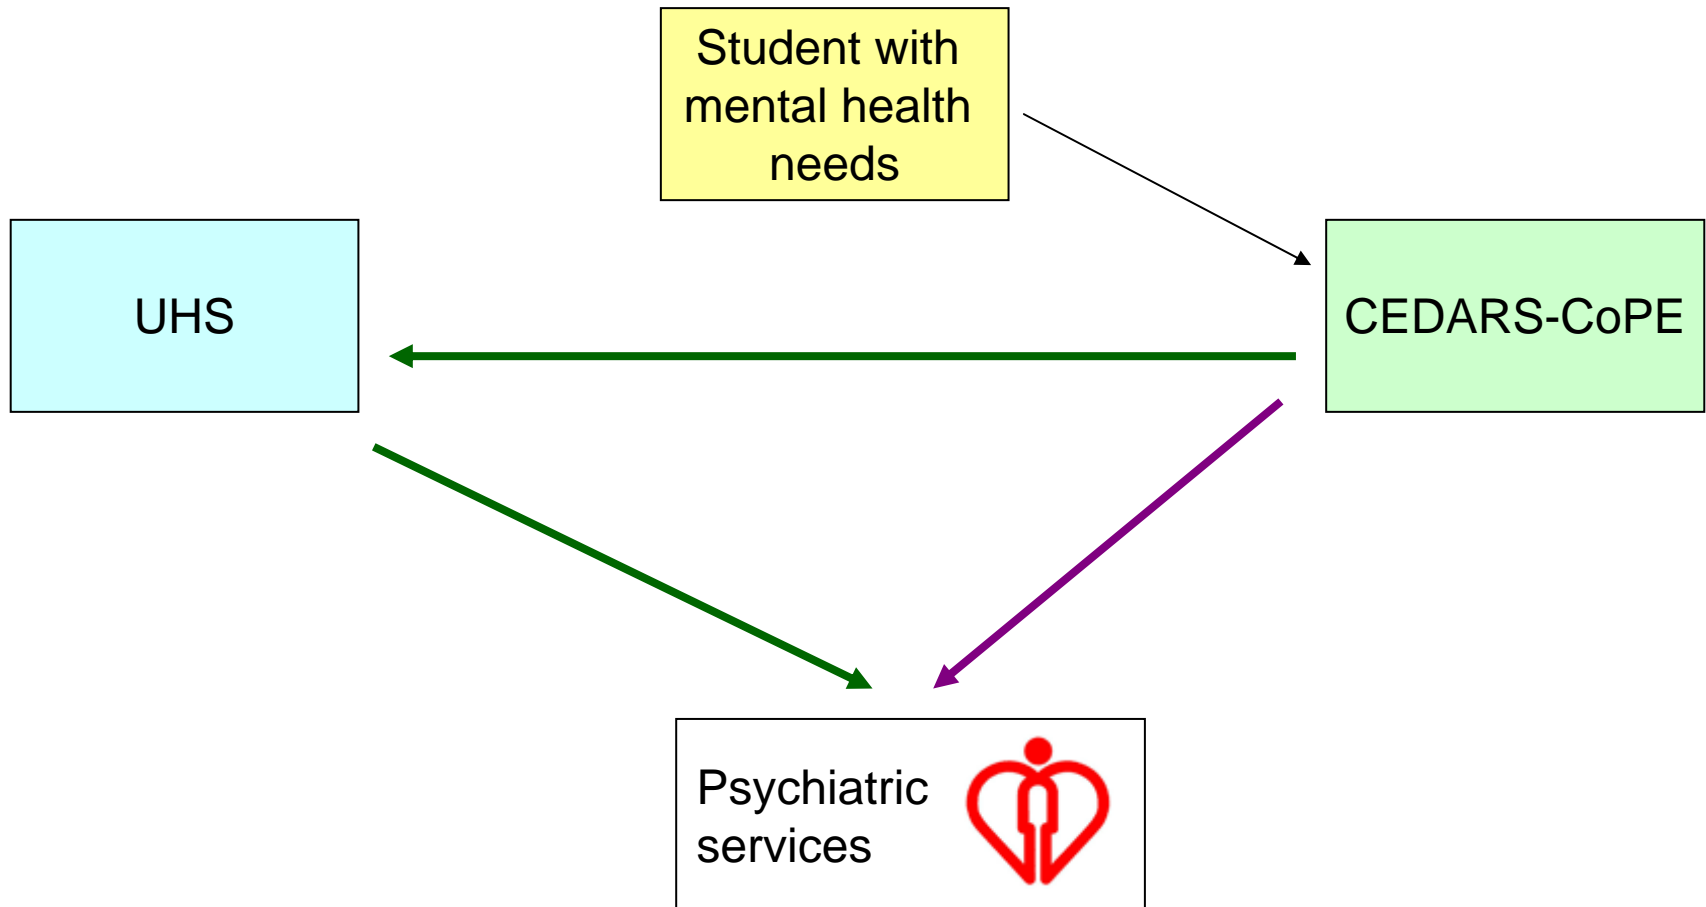 Student with
mental health
needs
UHS
CEDARS-CoPE
Psychiatric
services